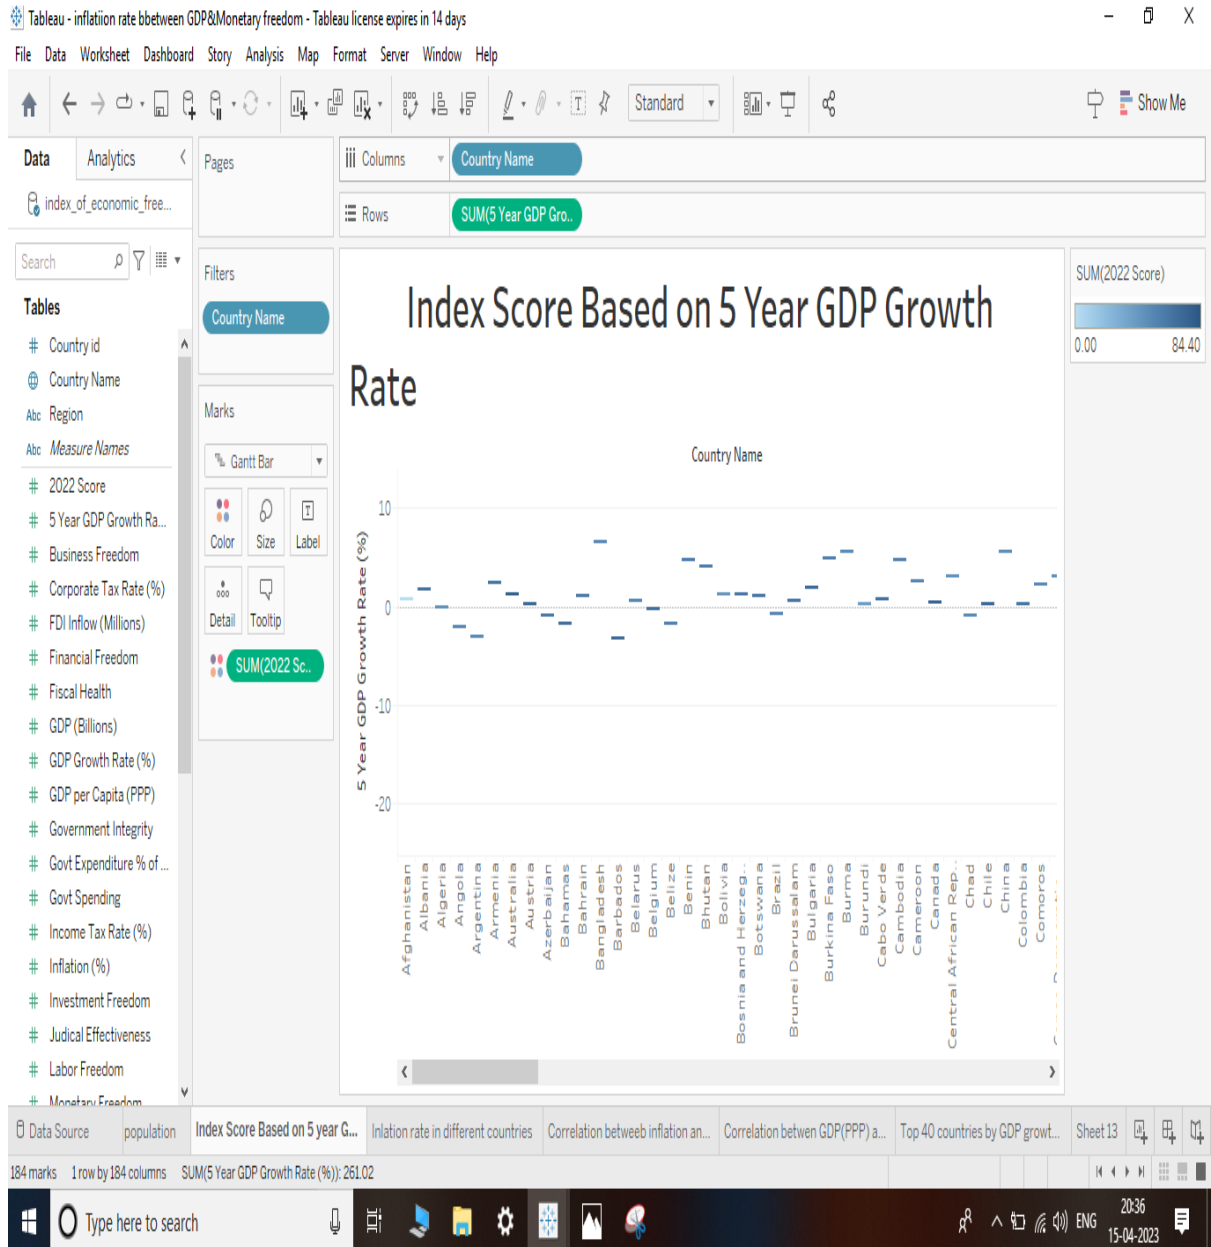 Tableau - inflatiion rate bbetween GDP&Monetary freedom - Tableau license expires in 14 days
File Data Worksheet Dashboard Story Analysis Map Format Server Window Help
Standard
Show Me
Data Analytics
index_of_economic_free...
Search
Tables
Country id
Country Name
Abc Region
Abc Measure Names
2022 Score
5 Year GDP Growth Ra...
Business Freedom
Corporate Tax Rate (%)
FDI Inflow (Millions)
Financial Freedom
Fiscal Health
GDP (Billions)
GDP Growth Rate (%)
GDP per Capita (PPP)
Government Integrity
Govt Expenditure % of ...
Govt Spending
Income Tax Rate (%)
Inflation (%)
Investment Freedom
Judical Effectiveness
Labor Freedom
Monetary Freedom
Pages
Filters
Country Name
Marks
Gantt Bar
Color Size Label
Detail Tooltip
SUM(2022 Sc..
Columns Country Name
Rows SUM(5 Year GDP Gro..
Index Score Based on 5 Year GDP Growth
Rate
Country Name
5 Year GDP Growth Rate (%)
10
0
-10
-20
Afghanistan
Albania
Algeria
Angola
Argentina
Armenia
Australia
Austria
Azerbaijan
Bahamas
Bahrain
Bangladesh
Barbados
Belarus
Belgium
Belize
Benin
Bhutan
Bolivia
Bosnia and Herzeg..
Botswana
Brazil
Brunei Darussalam
Bulgaria
Burkina Faso
Burma
Burundi
Cabo Verde
Cambodia
Cameroon
Canada
Central African Rep..
Chad
Chile
China
Colombia
Comoros
SUM(2022 Score)
0.00 84.40
Data Source population Index Score Based on 5 year G... Inlation rate in different countries Correlation betweeb inflation an... Correlation betwen GDP(PPP) a... Top 40 countries by GDP growt... Sheet 13
184 marks 1 row by 184 columns SUM(5 Year GDP Growth Rate (%)): 261.02
Type here to search
ENG
20:36
15-04-2023